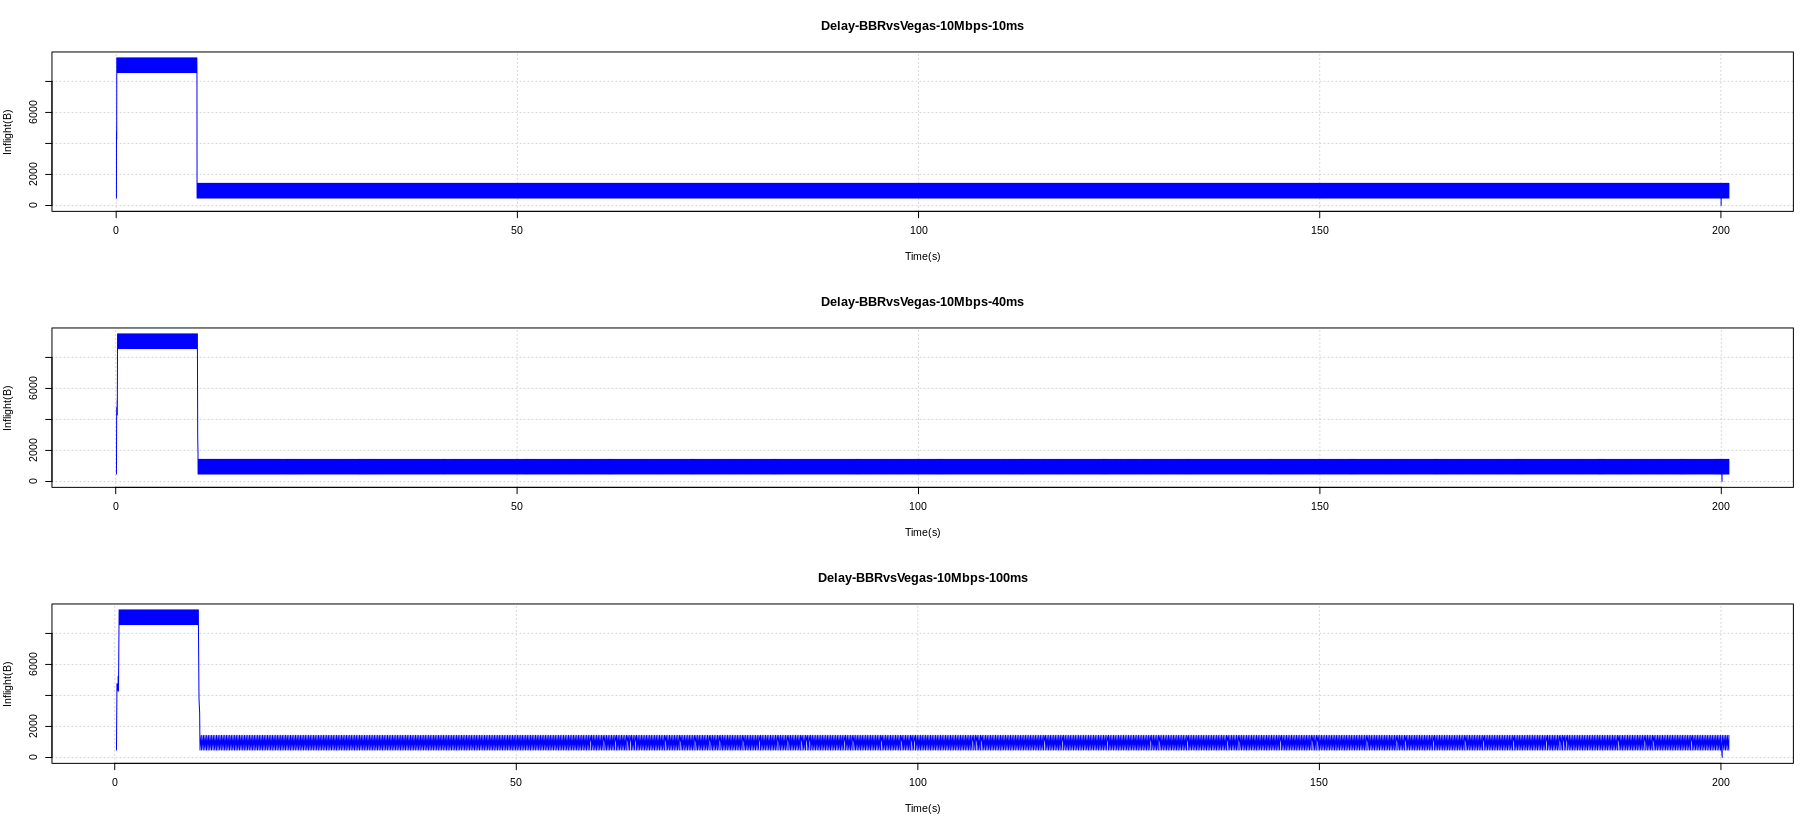 Delay-BBRvsVegas-10Mbps-10ms
Inflight(B)
6000
2000
0
0 50 100 150 200
Time(s)
Delay-BBRvsVegas-10Mbps-40ms
Inflight(B)
6000
2000
0
0 50 100 150 200
Time(s)
Delay-BBRvsVegas-10Mbps-100ms
Inflight(B)
6000
2000
0
0 50 100 150 200
Time(s)